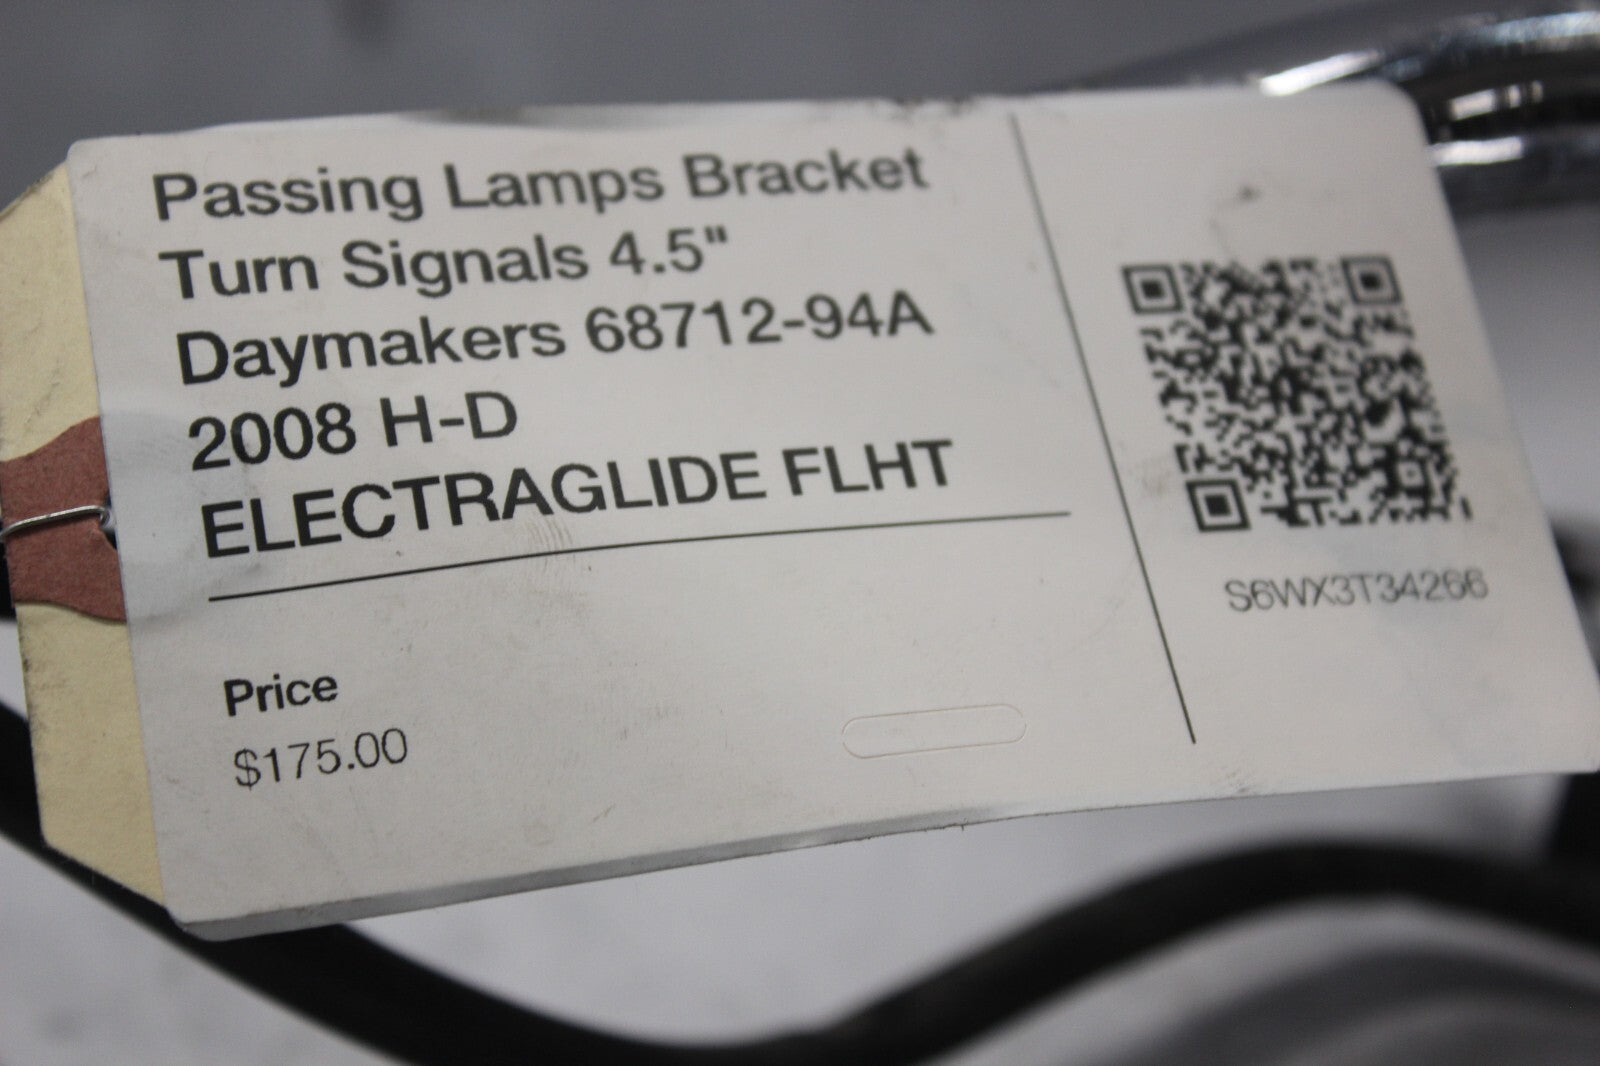 Passing Lamps Bracket
Turn Signals 4.5"
Daymakers 68712-94A
2008 H-D
ELECTRAGLIDE FLHT
Price
$175.00
S6WX3T34266